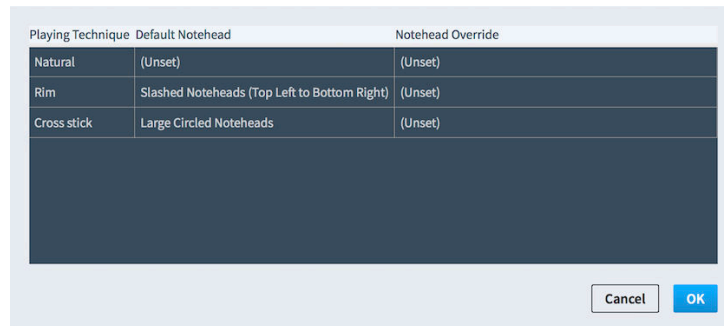 Playing Technique Default Notehead Notehead Override
Natural (Unset) (Unset)
Rim Slashed Noteheads (Top Left to Bottom Right) (Unset)
Cross stick Large Circled Noteheads (Unset)
Cancel OK